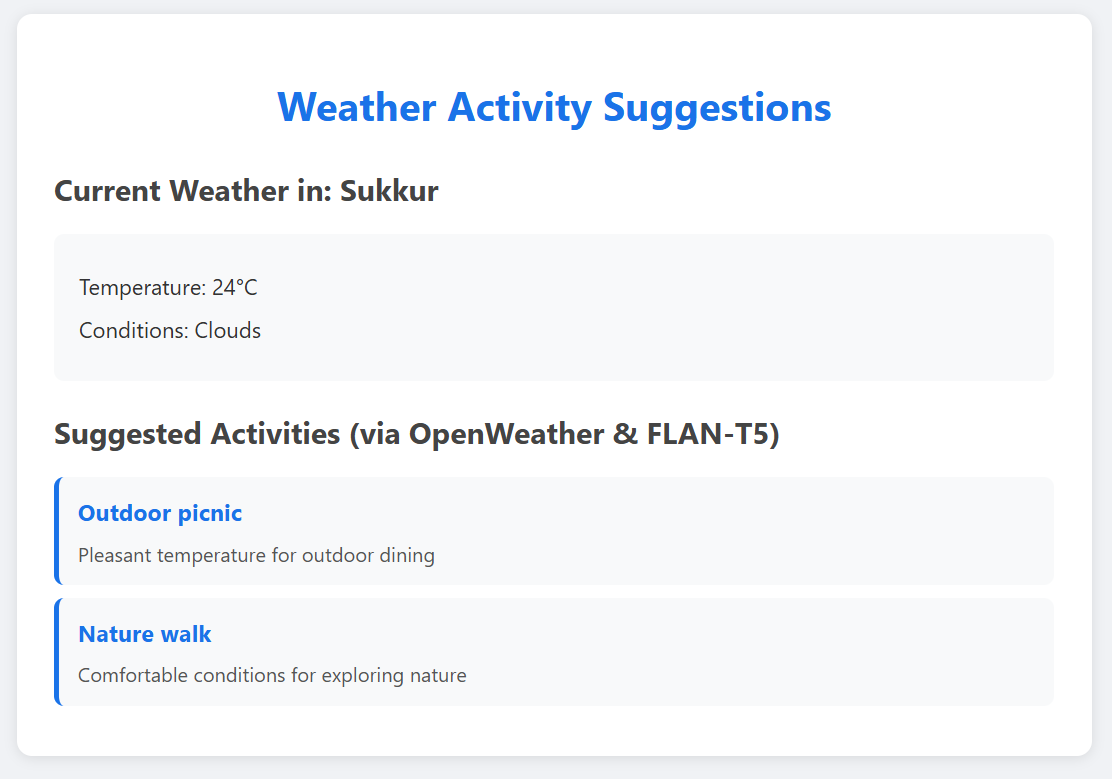 Weather Activity Suggestions
Current Weather in: Sukkur
Temperature: 24°C
Conditions: Clouds
Suggested Activities (via OpenWeather & FLAN-T5)
Outdoor picnic
Pleasant temperature for outdoor dining
Nature walk
Comfortable conditions for exploring nature